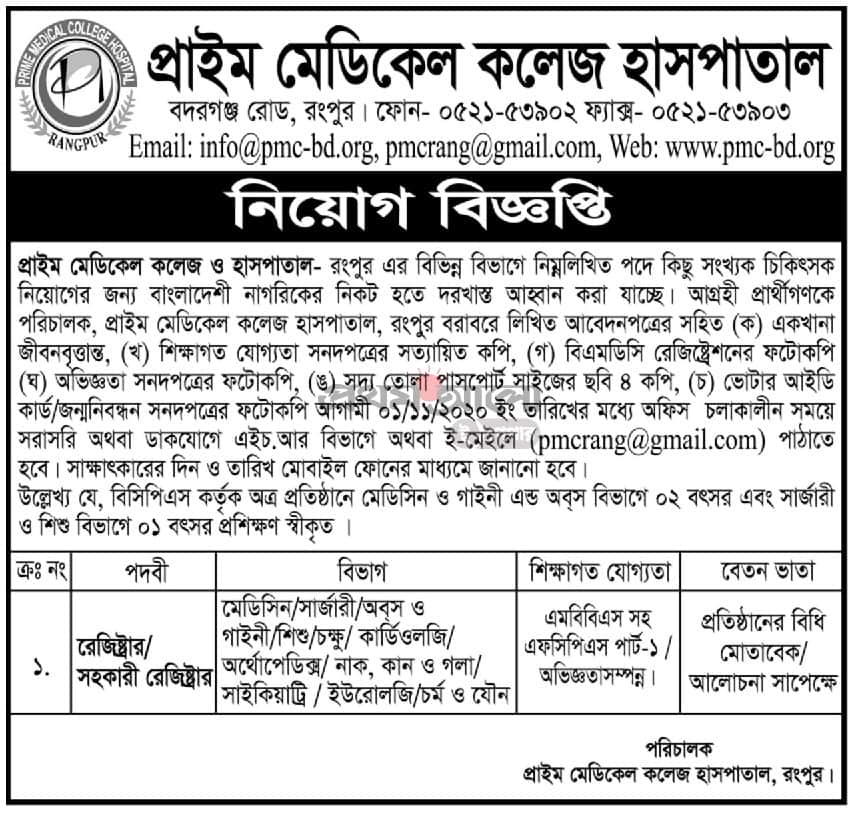 PRIME MEDICAL COLLEGE HOSPITAL
RANGPUR
প্রাইম মেডিকেল কলেজ হাসপাতাল
বদরগঞ্জ রোড, রংপুর। ফোন- ০৫২১-৫৩৯০২ ফ্যাক্স- ০৫২১-৫৩৯০৩
Email: info@pmc-bd.org, pmcrang@gmail.com, Web: www.pmc-bd.org
নিয়োগ বিজ্ঞপ্তি
প্রাইম মেডিকেল কলেজ ও হাসপাতাল- রংপুর এর বিভিন্ন বিভাগে নিম্নলিখিত পদে কিছু সংখ্যক চিকিৎসক
নিয়োগের জন্য বাংলাদেশী নাগরিকের নিকট হতে দরখাস্ত আহ্বান করা যাচ্ছে। আগ্রহী প্রার্থীগণকে
পরিচালক, প্রাইম মেডিকেল কলেজ হাসপাতাল, রংপুর বরাবরে লিখিত আবেদনপত্রের সহিত (ক) একখানা
জীবনবৃত্তান্ত, (খ) শিক্ষাগত যোগ্যতা সনদপত্রের সত্যায়িত কপি, (গ) বিএমডিসি রেজিষ্ট্রেশনের ফটোকপি
(ঘ) অভিজ্ঞতা সনদপত্রের ফটোকপি, (ঙ) সদ্য তোলা পাসপোর্ট সাইজের ছবি ৪ কপি, (চ) ভোটার আইডি
কার্ড/জন্মনিবন্ধন সনদপত্রের ফটোকপি আগামী ০১/১১/২০২০ ইং তারিখের মধ্যে অফিস চলাকালীন সময়ে
সরাসরি অথবা ডাকযোগে এইচ.আর বিভাগে অথবা ই-মেইলে (pmcrang@gmail.com) পাঠাতে
হবে। সাক্ষাৎকারের দিন ও তারিখ মোবাইল ফোনের মাধ্যমে জানানো হবে।
উল্লেখ্য যে, বিসিপিএস কর্তৃক অত্র প্রতিষ্ঠানে মেডিসিন ও গাইনী এন্ড অব্‌স বিভাগে ০২ বৎসর এবং সার্জারী
ও শিশু বিভাগে ০১ বৎসর প্রশিক্ষণ স্বীকৃত ।
ক্রঃ নং পদবী বিভাগ শিক্ষাগত যোগ্যতা বেতন ভাতা
১. রেজিষ্ট্রার/
সহকারী রেজিষ্ট্রার
মেডিসিন/সার্জারী/অব্‌স ও
গাইনী/শিশু/চক্ষু/ কার্ডিওলজি/
অর্থোপেডিক্স/ নাক, কান ও গলা/
সাইকিয়াট্রি / ইউরোলজি/চর্ম ও যৌন
এমবিবিএস সহ
এফসিপিএস পার্ট-১ /
অভিজ্ঞতাসম্পন্ন।
প্রতিষ্ঠানের বিধি
মোতাবেক/
আলোচনা সাপেক্ষে
পরিচালক
প্রাইম মেডিকেল কলেজ হাসপাতাল, রংপুর।